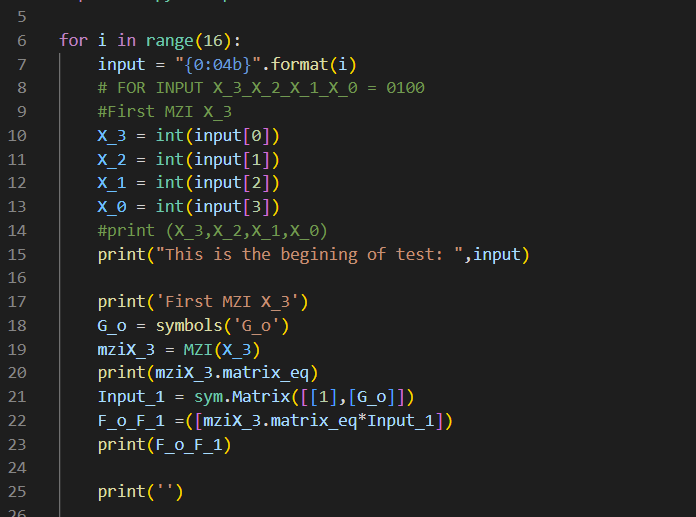 5
6 for i in range(16):
7 input = "{0:04b}".format(i)
8 # FOR INPUT X_3_X_2_X_1_X_0 = 0100
9 #First MZI X_3
10 X_3 = int(input[0])
11 X_2 = int(input[1])
12 X_1 = int(input[2])
13 X_0 = int(input[3])
14 #print (X_3,X_2,X_1,X_0)
15 print("This is the begining of test: ",input)
16
17 print('First MZI X_3')
18 G_o = symbols('G_o')
19 mziX_3 = MZI(X_3)
20 print(mziX_3.matrix_eq)
21 Input_1 = sym.Matrix([[1],[G_o]])
22 F_o_F_1 =([mziX_3.matrix_eq*Input_1])
23 print(F_o_F_1)
24
25 print('')
26